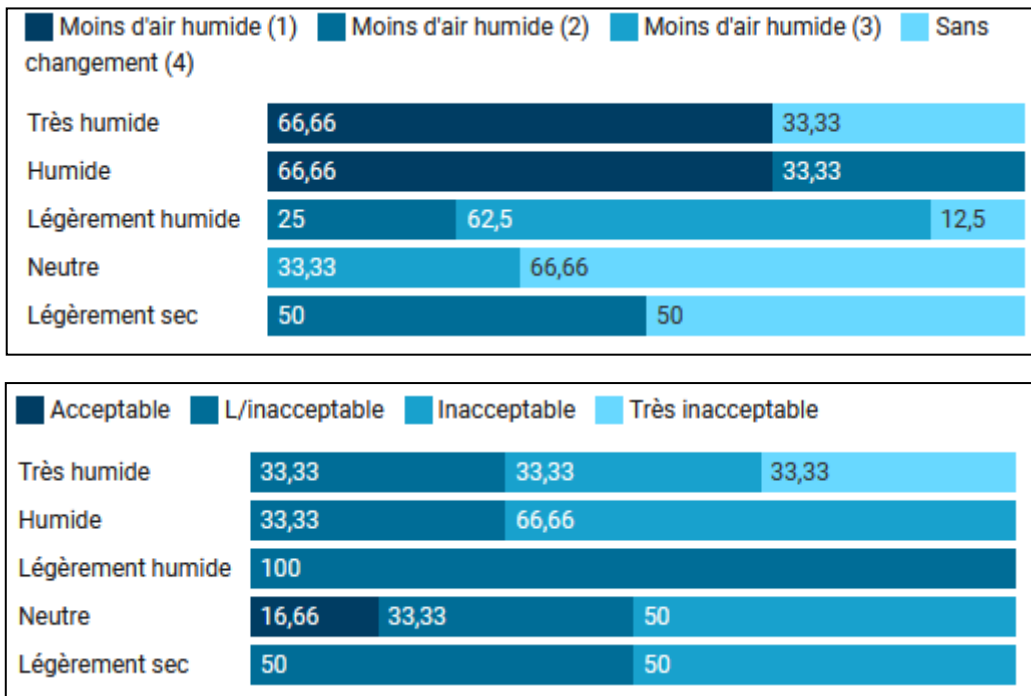 Moins d'air humide (1) Moins d'air humide (2) Moins d'air humide (3) Sans
changement (4)
Très humide 66,66 33,33
Humide 66,66 33,33
Légèrement humide 25 62,5 12,5
Neutre 33,33 66,66
Légèrement sec 50 50
Acceptable L/inacceptable Inacceptable Très inacceptable
Très humide 33,33 33,33 33,33
Humide 33,33 66,66
Légèrement humide 100
Neutre 16,66 33,33 50
Légèrement sec 50 50